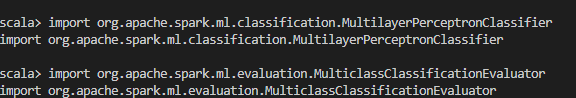 scala> import org.apache.spark.ml.classification.MultilayerPerceptronClassifier
import org.apache.spark.ml.classification.MultilayerPerceptronClassifier
scala> import org.apache.spark.ml.evaluation.MulticlassClassificationEvaluator
import org.apache.spark.ml.evaluation.MulticlassClassificationEvaluator